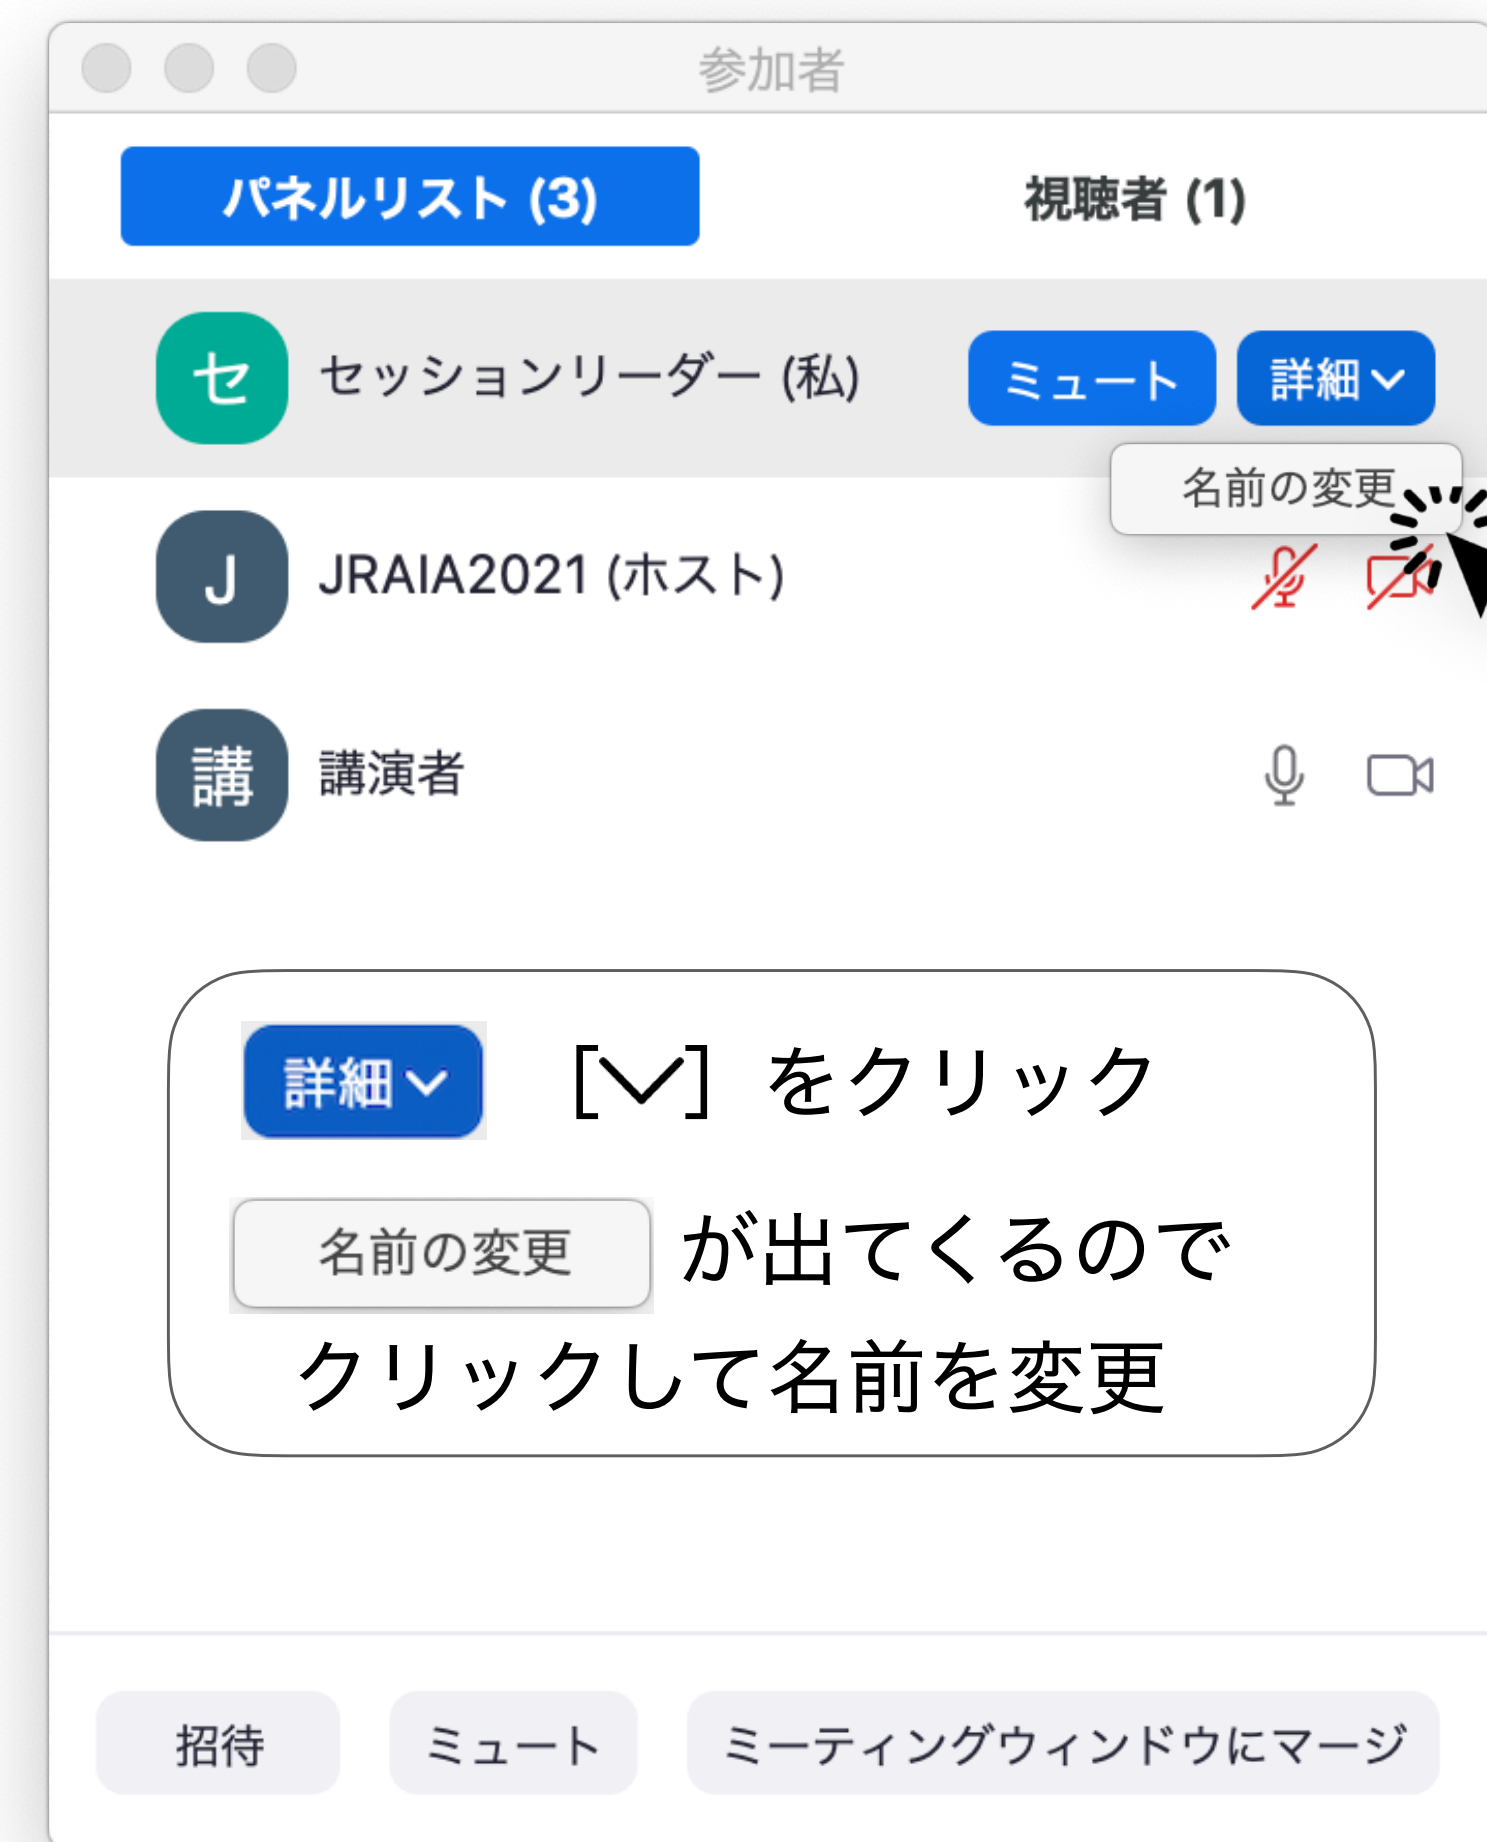 参加者
パネルリスト (3)
視聴者 (1)
セ
セッションリーダー (私)
ミュート
詳細
名前の変更
J
JRAIA2021 (ホスト)
講
講演者
詳細 [﹀] をクリック
名前の変更 が出てくるので
クリックして名前を変更
招待
ミュート
ミーティングウィンドウにマージ